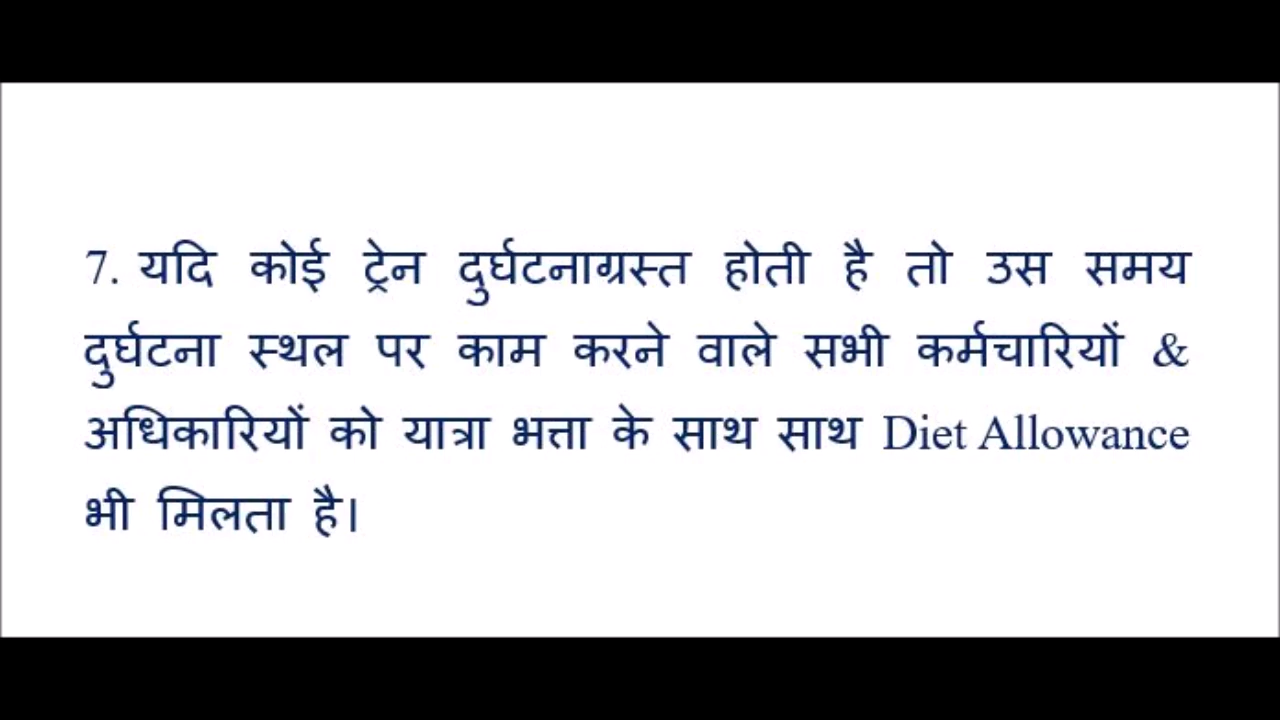 7. यदि कोई ट्रेन दुर्घटनाग्रस्त होती है तो उस समय
दुर्घटना स्थल पर काम करने वाले सभी कर्मचारियों &
अधिकारियों को यात्रा भत्ता के साथ साथ Diet Allowance
भी मिलता है।